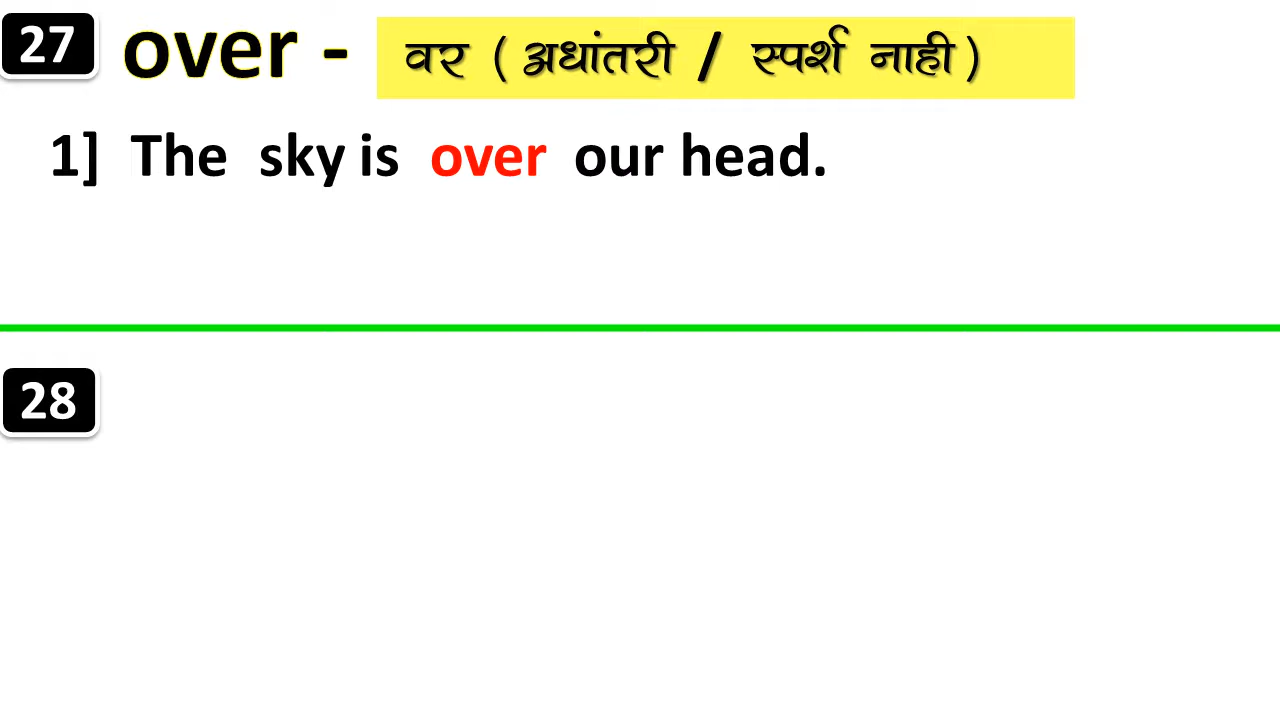 27 over - वर ( अधांतरी / स्पर्श नाही )
1] The sky is over our head.
28